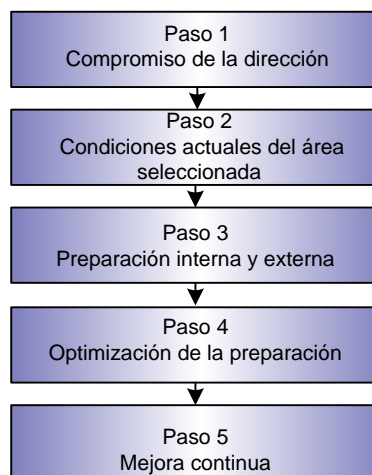 Paso 1
Compromiso de la dirección
Paso 2
Condiciones actuales del área
seleccionada
Paso 3
Preparación interna y externa
Paso 4
Optimización de la preparación
Paso 5
Mejora continua